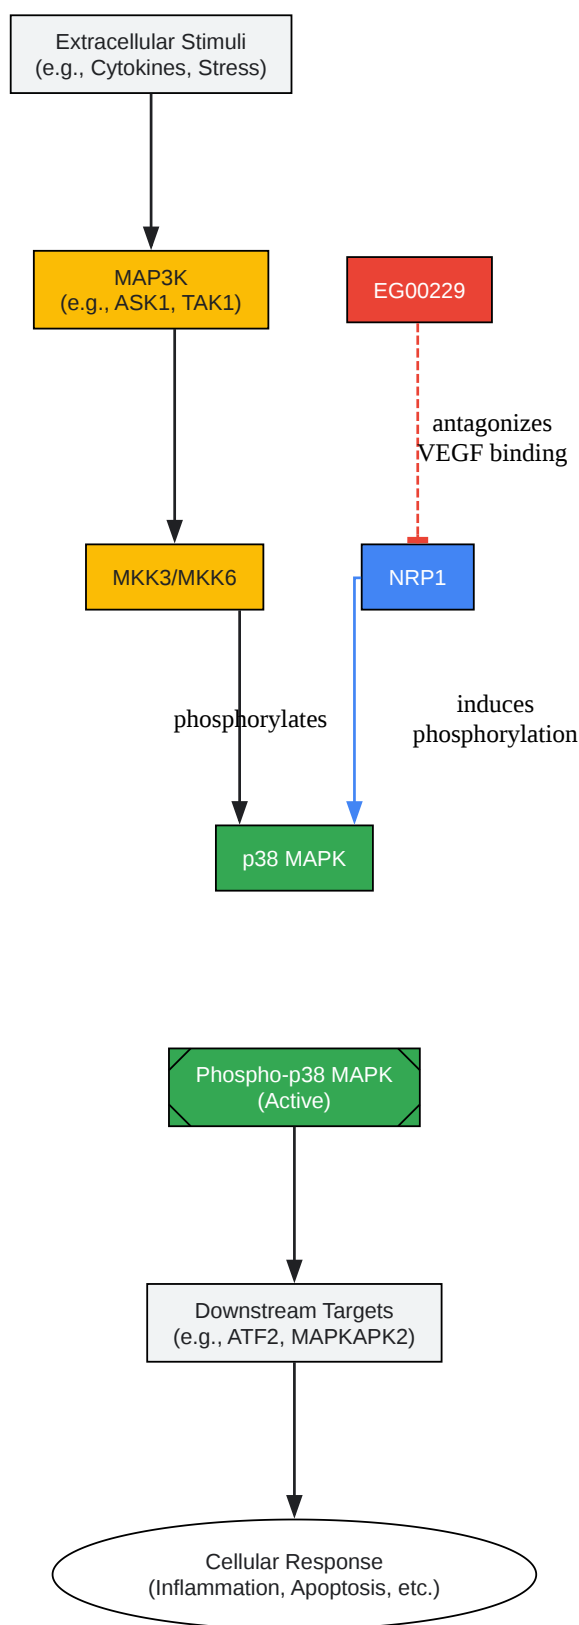 Extracellular Stimuli
(e.g., Cytokines, Stress)
MAP3K
(e.g., ASK1, TAK1)
EG00229
antagonizes
VEGF binding
MKK3/MKK6
NRP1
phosphorylates
induces
phosphorylation
p38 MAPK
Phospho-p38 MAPK
(Active)
Downstream Targets
(e.g., ATF2, MAPKAPK2)
Cellular Response
(Inflammation, Apoptosis, etc.)